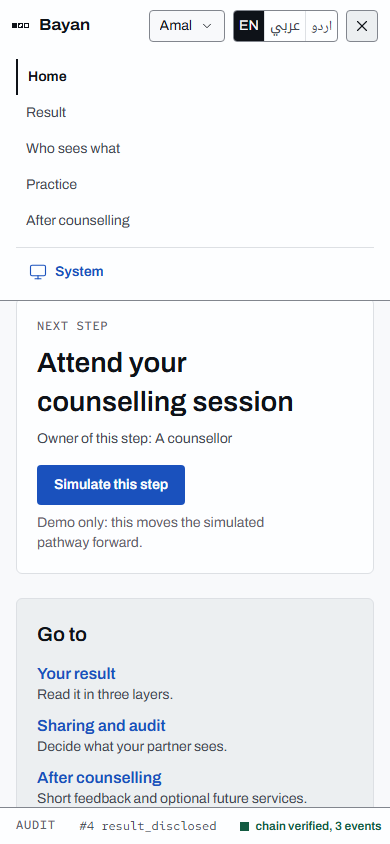 Bayan
Amal
EN عربي اردو
Home
Result
Who sees what
Practice
After counselling
System
NEXT STEP
Attend your
counselling session
Owner of this step: A counsellor
Simulate this step
Demo only: this moves the simulated
pathway forward.
Go to
Your result
Read it in three layers.
Sharing and audit
Decide what your partner sees.
After counselling
Short feedback and optional future services.
AUDIT #4 result_disclosed chain verified, 3 events